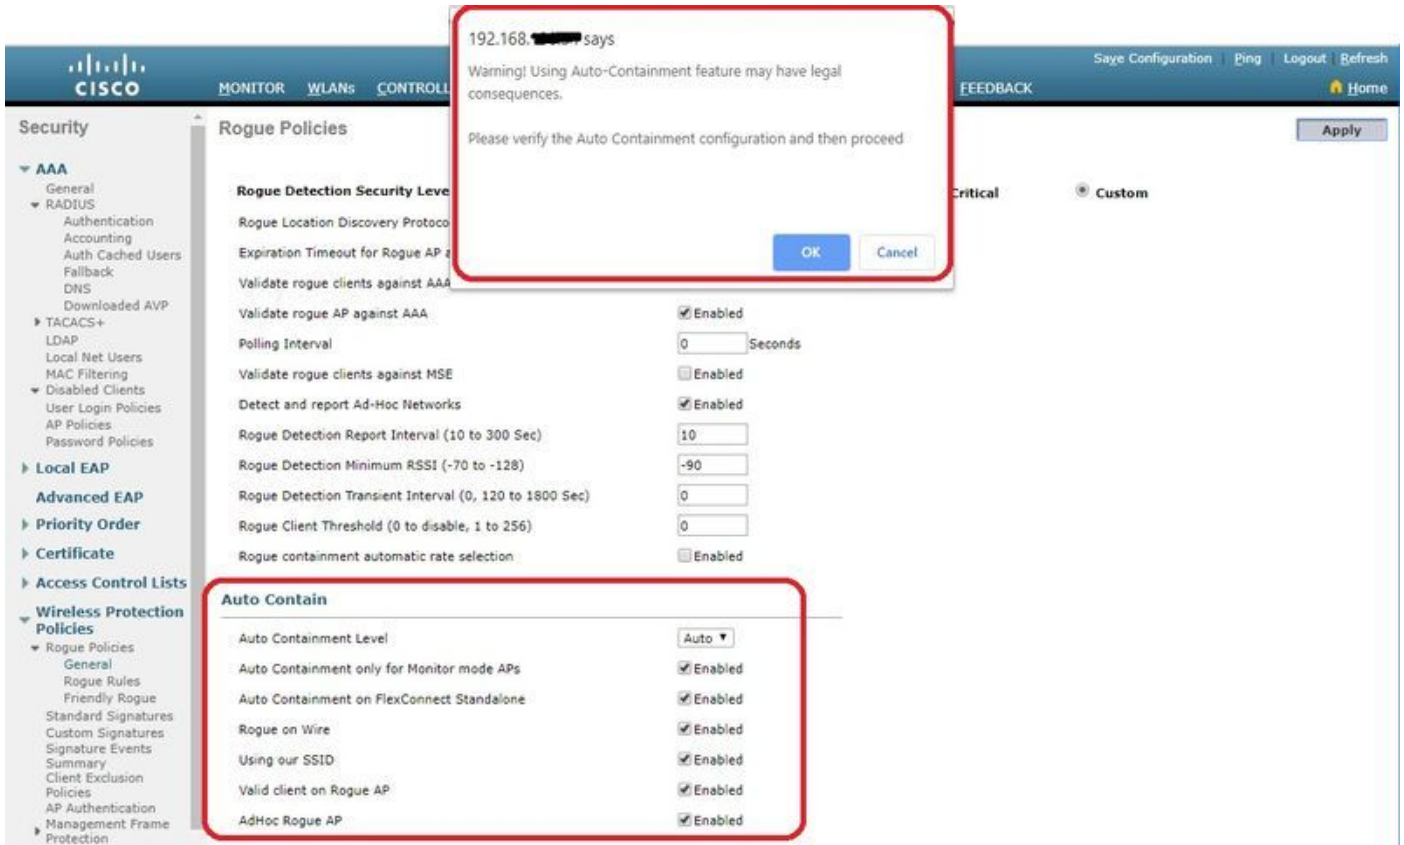 192.168. says
Warning! Using Auto-Containment feature may have legal
consequences.
Please verify the Auto Containment configuration and then proceed
OK Cancel
CISCO
MONITOR WLANs CONTROLL FEEDBACK
Save Configuration Ping Logout Refresh
Home
Security
AAA
General
RADIUS
Authentication
Accounting
Auth Cached Users
Fallback
DNS
Downloaded AVP
TACACS+
LDAP
Local Net Users
MAC Filtering
Disabled Clients
User Login Policies
AP Policies
Password Policies
Local EAP
Advanced EAP
Priority Order
Certificate
Access Control Lists
Wireless Protection
Policies
Rogue Policies
General
Rogue Rules
Friendly Rogue
Standard Signatures
Custom Signatures
Signature Events
Summary
Client Exclusion
Policies
AP Authentication
Management Frame
Protection
Rogue Policies
Apply
Rogue Detection Security Leve Critical Custom
Rogue Location Discovery Protoco
Expiration Timeout for Rogue AP a
Validate rogue clients against AAA
Validate rogue AP against AAA Enabled
Polling Interval 0 Seconds
Validate rogue clients against MSE Enabled
Detect and report Ad-Hoc Networks Enabled
Rogue Detection Report Interval (10 to 300 Sec) 10
Rogue Detection Minimum RSSI (-70 to -128) -90
Rogue Detection Transient Interval (0, 120 to 1800 Sec) 0
Rogue Client Threshold (0 to disable, 1 to 256) 0
Rogue containment automatic rate selection Enabled
Auto Contain
Auto Containment Level Auto
Auto Containment only for Monitor mode APs Enabled
Auto Containment on FlexConnect Standalone Enabled
Rogue on Wire Enabled
Using our SSID Enabled
Valid client on Rogue AP Enabled
AdHoc Rogue AP Enabled